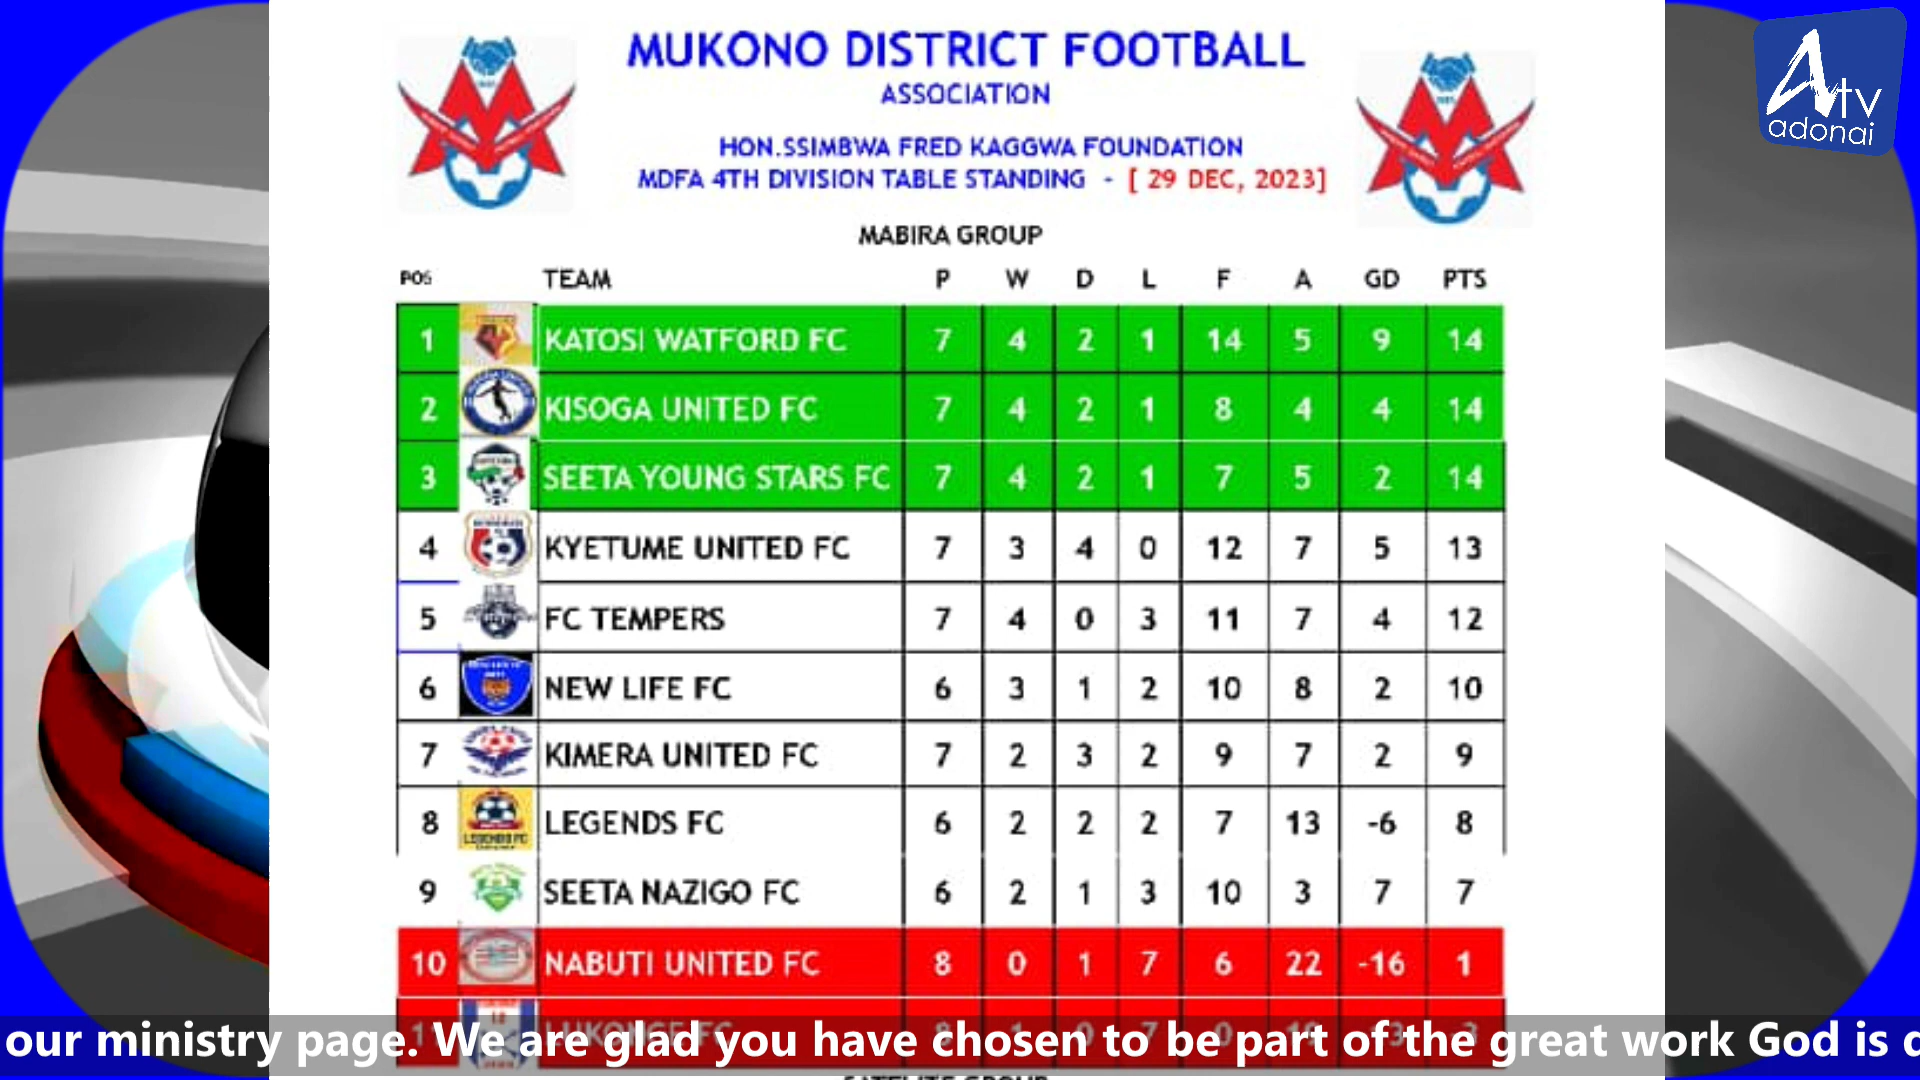 MUKONO DISTRICT FOOTBALL
ASSOCIATION
HON.SSIMBWA FRED KAGGWA FOUNDATION
MDFA 4TH DIVISION TABLE STANDING - [ 29 DEC, 2023]
Atv
adonai
MABIRA GROUP
POS TEAM P W D L F A GD PTS
1 KATOSI WATFORD FC 7 4 2 1 14 5 9 14
2 KISOGA UNITED FC 7 4 2 1 8 4 4 14
3 SEETA YOUNG STARS FC 7 4 2 1 7 5 2 14
4 KYETUME UNITED FC 7 3 4 0 12 7 5 13
5 FC TEMPERS 7 4 0 3 11 7 4 12
6 NEW LIFE FC 6 3 1 2 10 8 2 10
7 KIMERA UNITED FC 7 2 3 2 9 7 2 9
8 LEGENDS FC 6 2 2 2 7 13 -6 8
9 SEETA NAZIGO FC 6 2 1 3 10 3 7 7
10 NABUTI UNITED FC 8 0 1 7 6 22 -16 1
our ministry page. We are glad you have chosen to be part of the great work God is